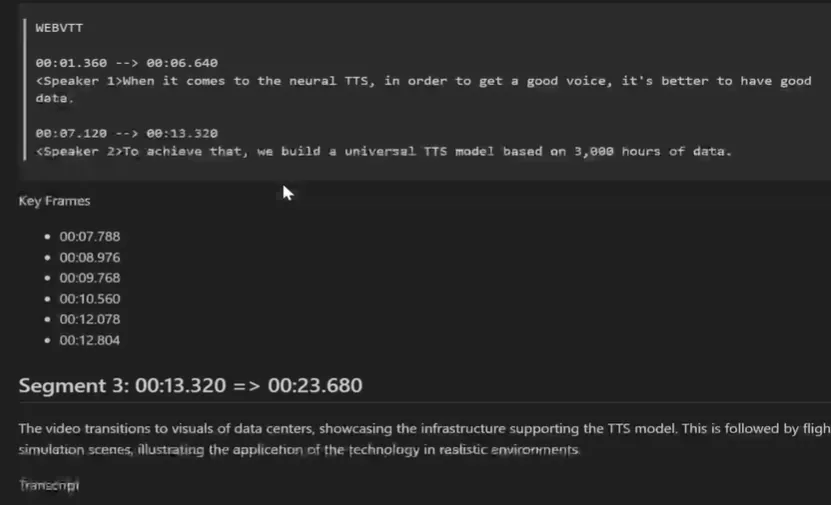 WEBVTT
00:01.360 --> 00:06.640
<Speaker 1>When it comes to the neural TTS, in order to get a good voice, it's better to have good
data.
00:07.120 --> 00:13.320
<Speaker 2>To achieve that, we build a universal TTS model based on 3,000 hours of data.
Key Frames
• 00:07.788
• 00:08.976
• 00:09.768
• 00:10.560
• 00:12.078
• 00:12.804
Segment 3: 00:13.320 => 00:23.680
The video transitions to visuals of data centers, showcasing the infrastructure supporting the TTS model. This is followed by fligh
simulation scenes, illustrating the application of the technology in realistic environments
Transcript